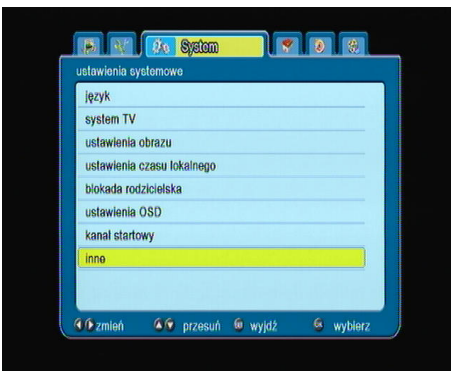 System
ustawienia systemowe
język
system TV
ustawienia obrazu
ustawienia czasu lokalnego
blokada rodzicielska
ustawienia OSD
kanał startowy
inne
zmień przesuń wyjdź OK wybierz